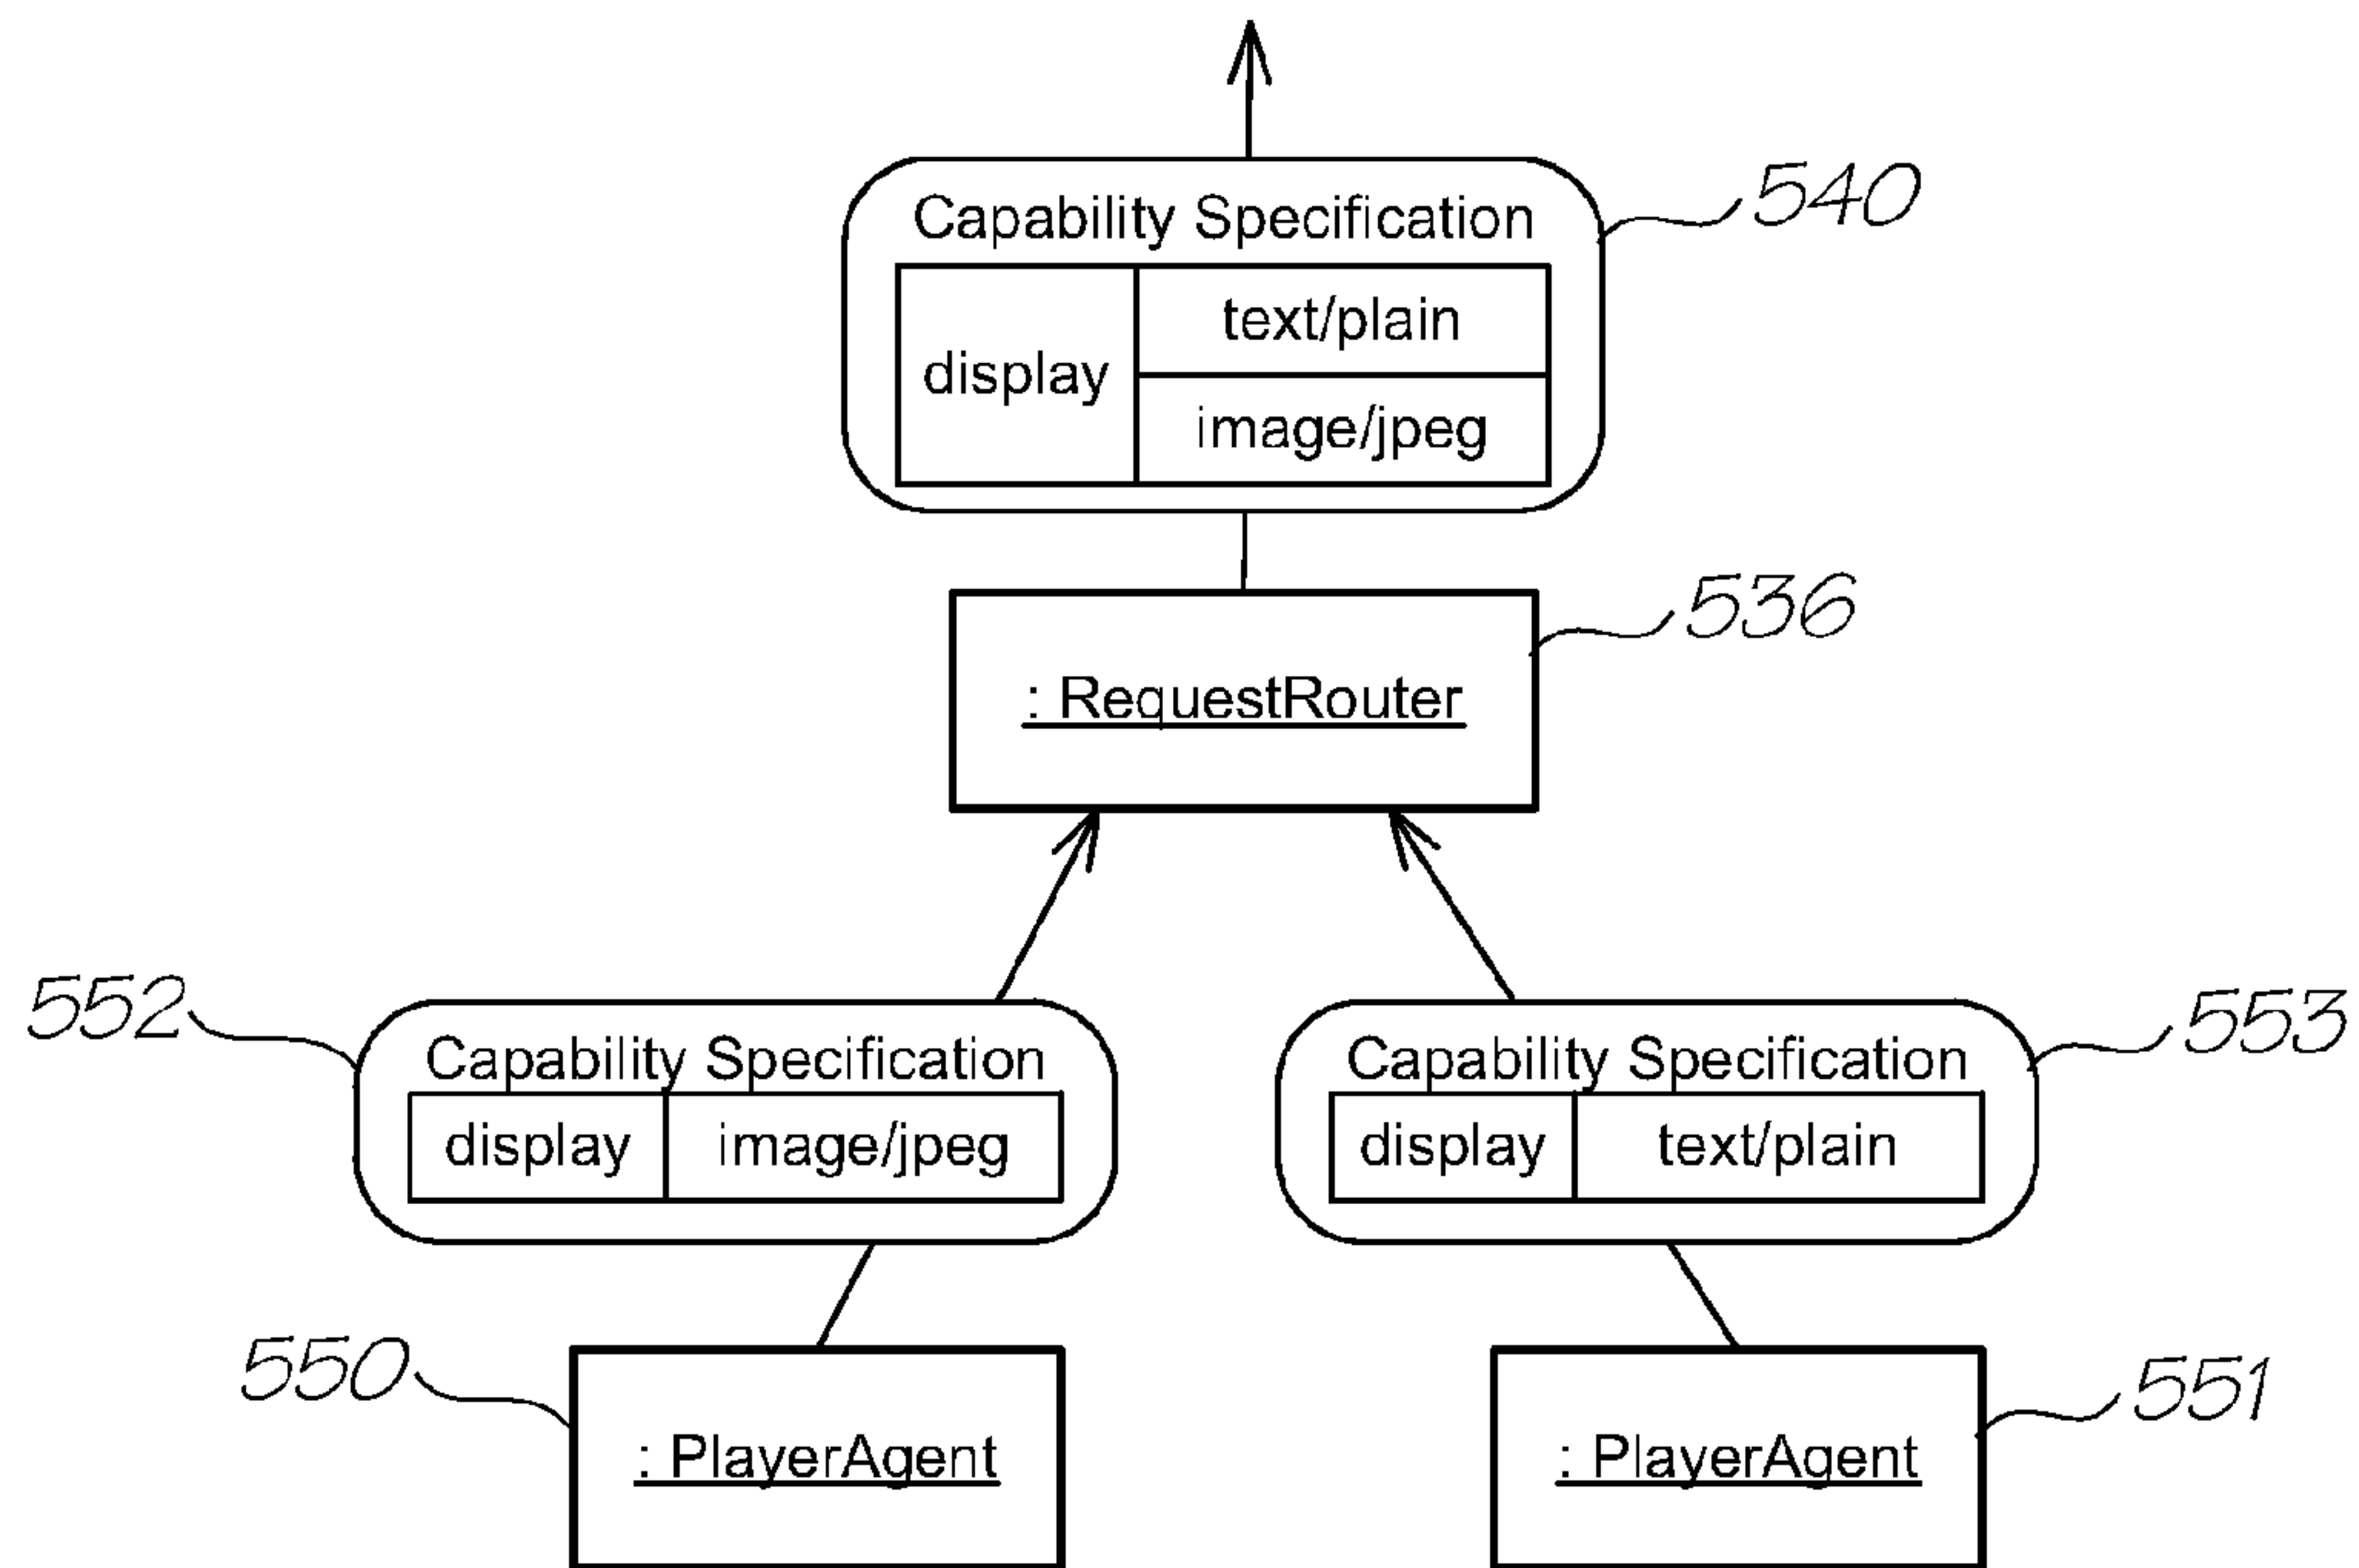 Capability Specification
540
display
text/plain
image/jpeg
536
: RequestRouter
552
Capability Specification
display
image/jpeg
553
Capability Specification
display
text/plain
550
: PlayerAgent
551
: PlayerAgent